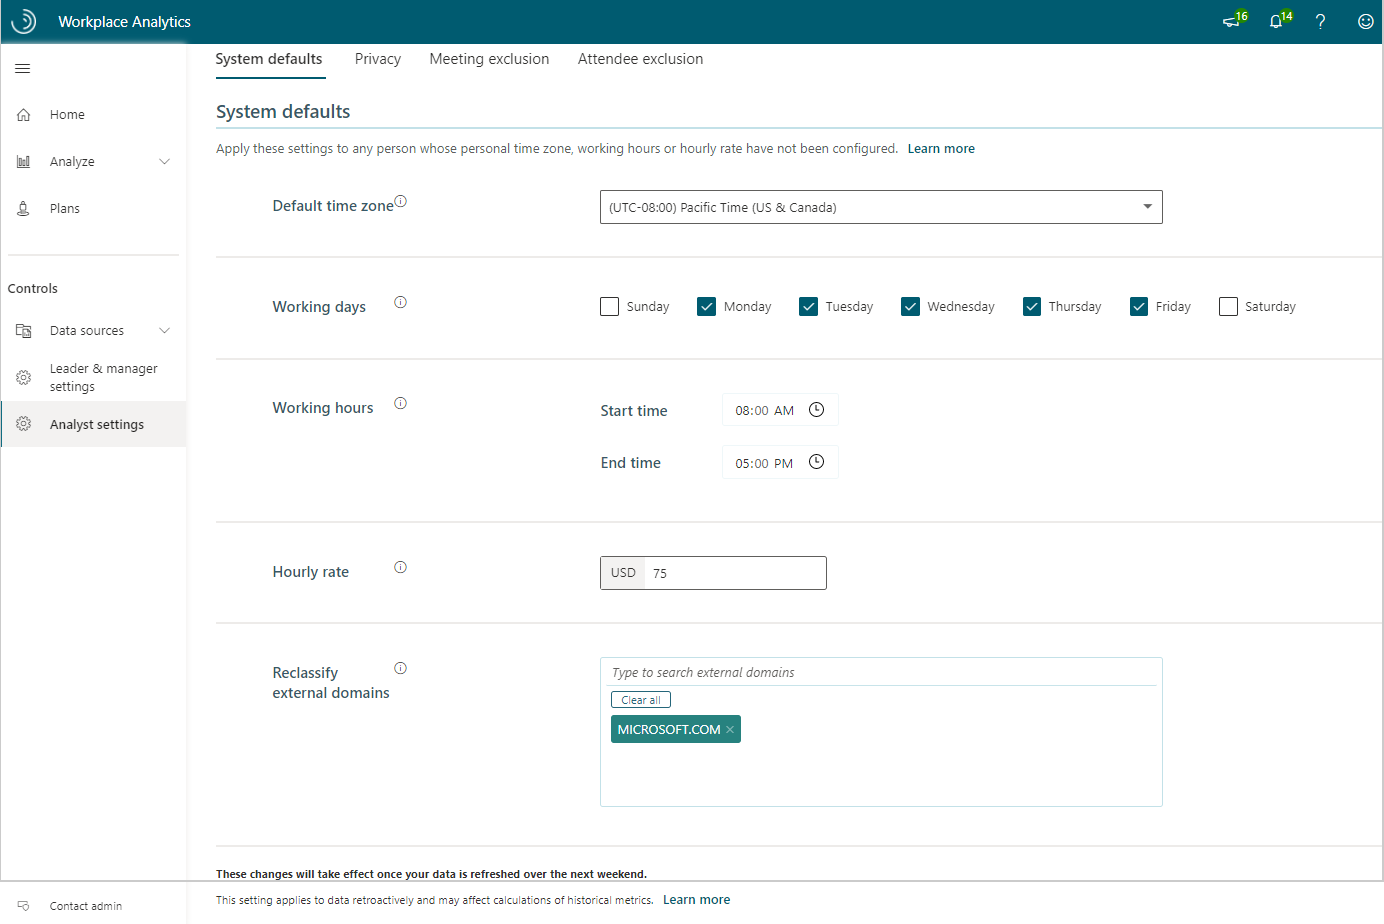 Workplace Analytics
16
14
?
System defaults
Privacy
Meeting exclusion
Attendee exclusion
Home
Analyze
Plans
Controls
Data sources
Leader & manager
settings
Analyst settings
Contact admin
System defaults
Apply these settings to any person whose personal time zone, working hours or hourly rate have not been configured. Learn more
Default time zone
(UTC-08:00) Pacific Time (US & Canada)
Working days
Sunday
Monday
Tuesday
Wednesday
Thursday
Friday
Saturday
Working hours
Start time
08:00 AM
End time
05:00 PM
Hourly rate
USD 75
Reclassify
external domains
Type to search external domains
Clear all
MICROSOFT.COM ×
These changes will take effect once your data is refreshed over the next weekend.
This setting applies to data retroactively and may affect calculations of historical metrics. Learn more